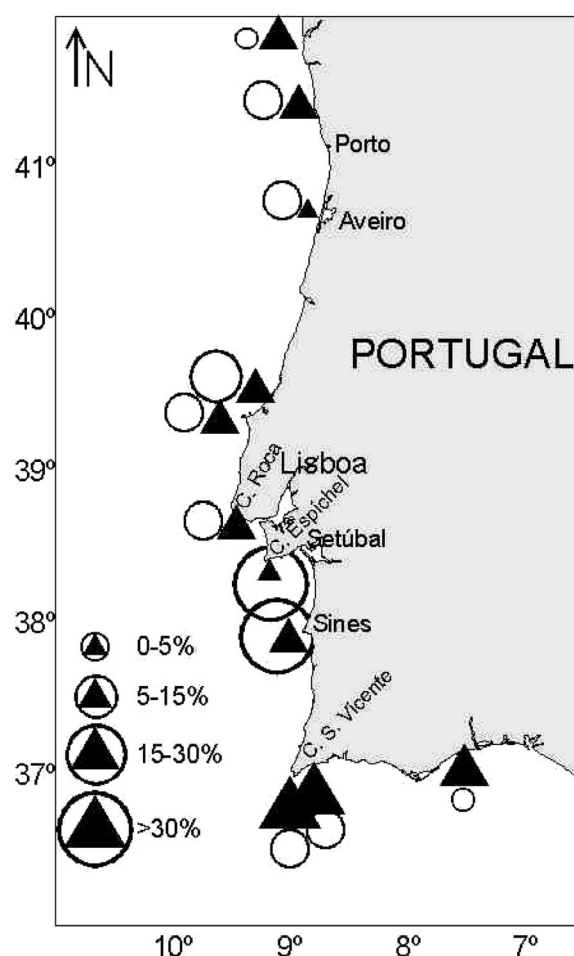 N
Porto
41º
Aveiro
40º
PORTUGAL
39º
Lisboa
C. Roca
C. Espichel
Setúbal
38º
Sines
0-5%
5-15%
C. S. Vicente
15-30%
37º
>30%
10º 9º 8º 7º